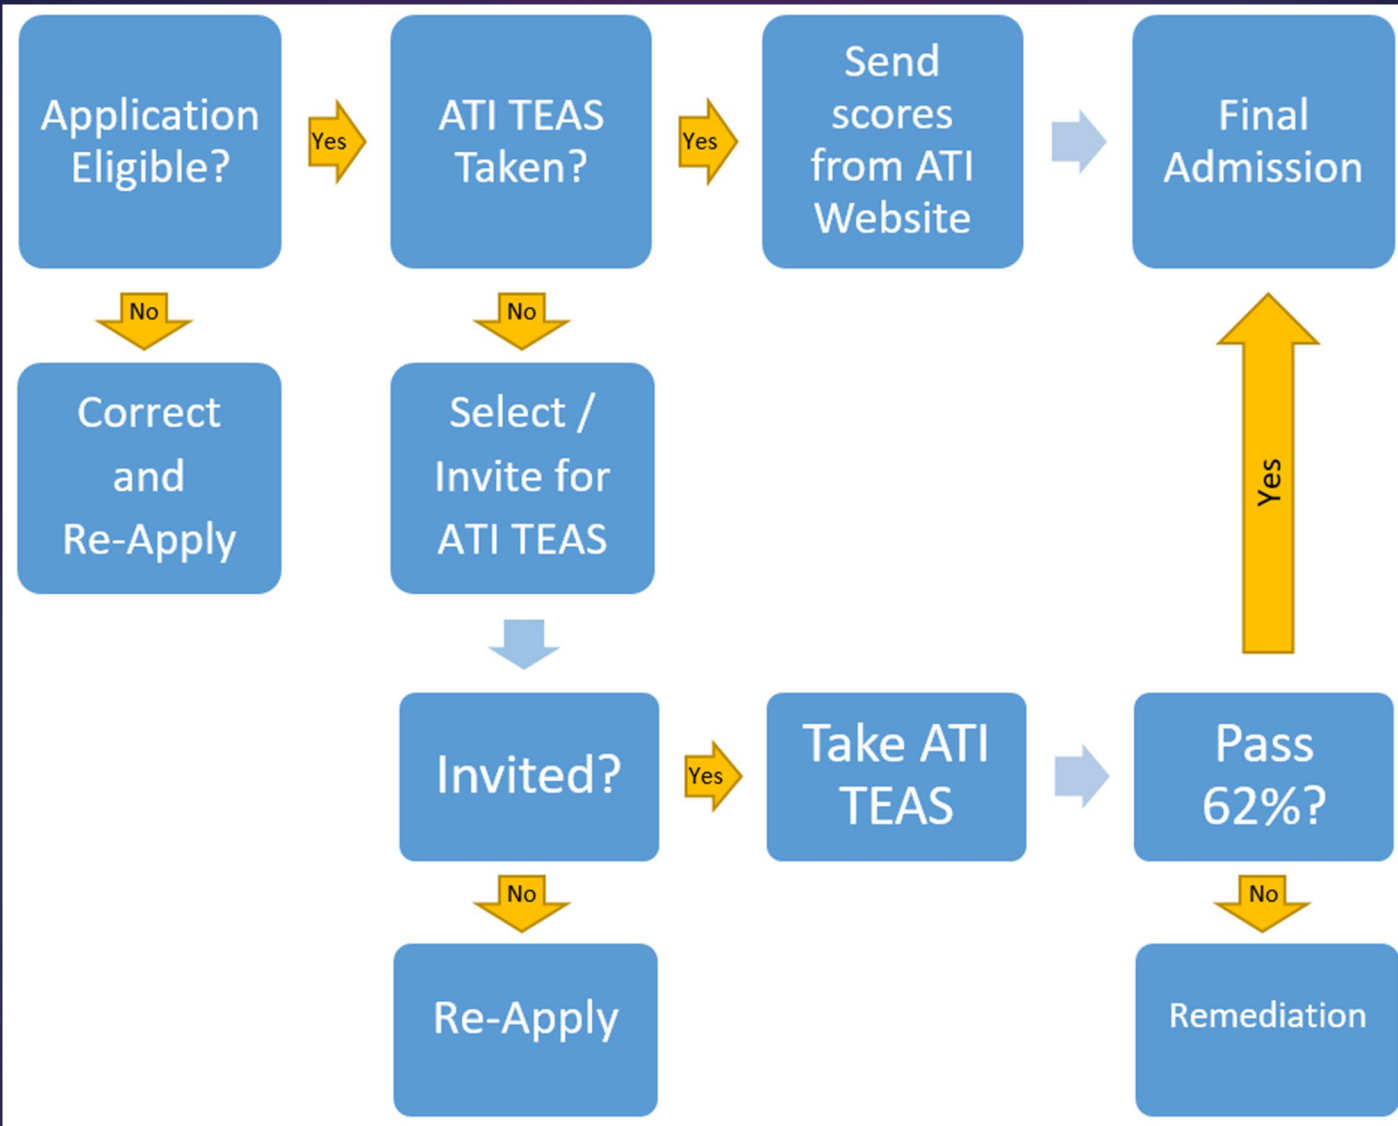 Application
Eligible?
Yes
ATI TEAS
Taken?
Yes
Send
scores
from ATI
Website
Final
Admission
No
No
Correct
and
Re-Apply
Select /
Invite for
ATI TEAS
Yes
Invited?
Yes
Take ATI
TEAS
Pass
62%?
No
No
Re-Apply
Remediation